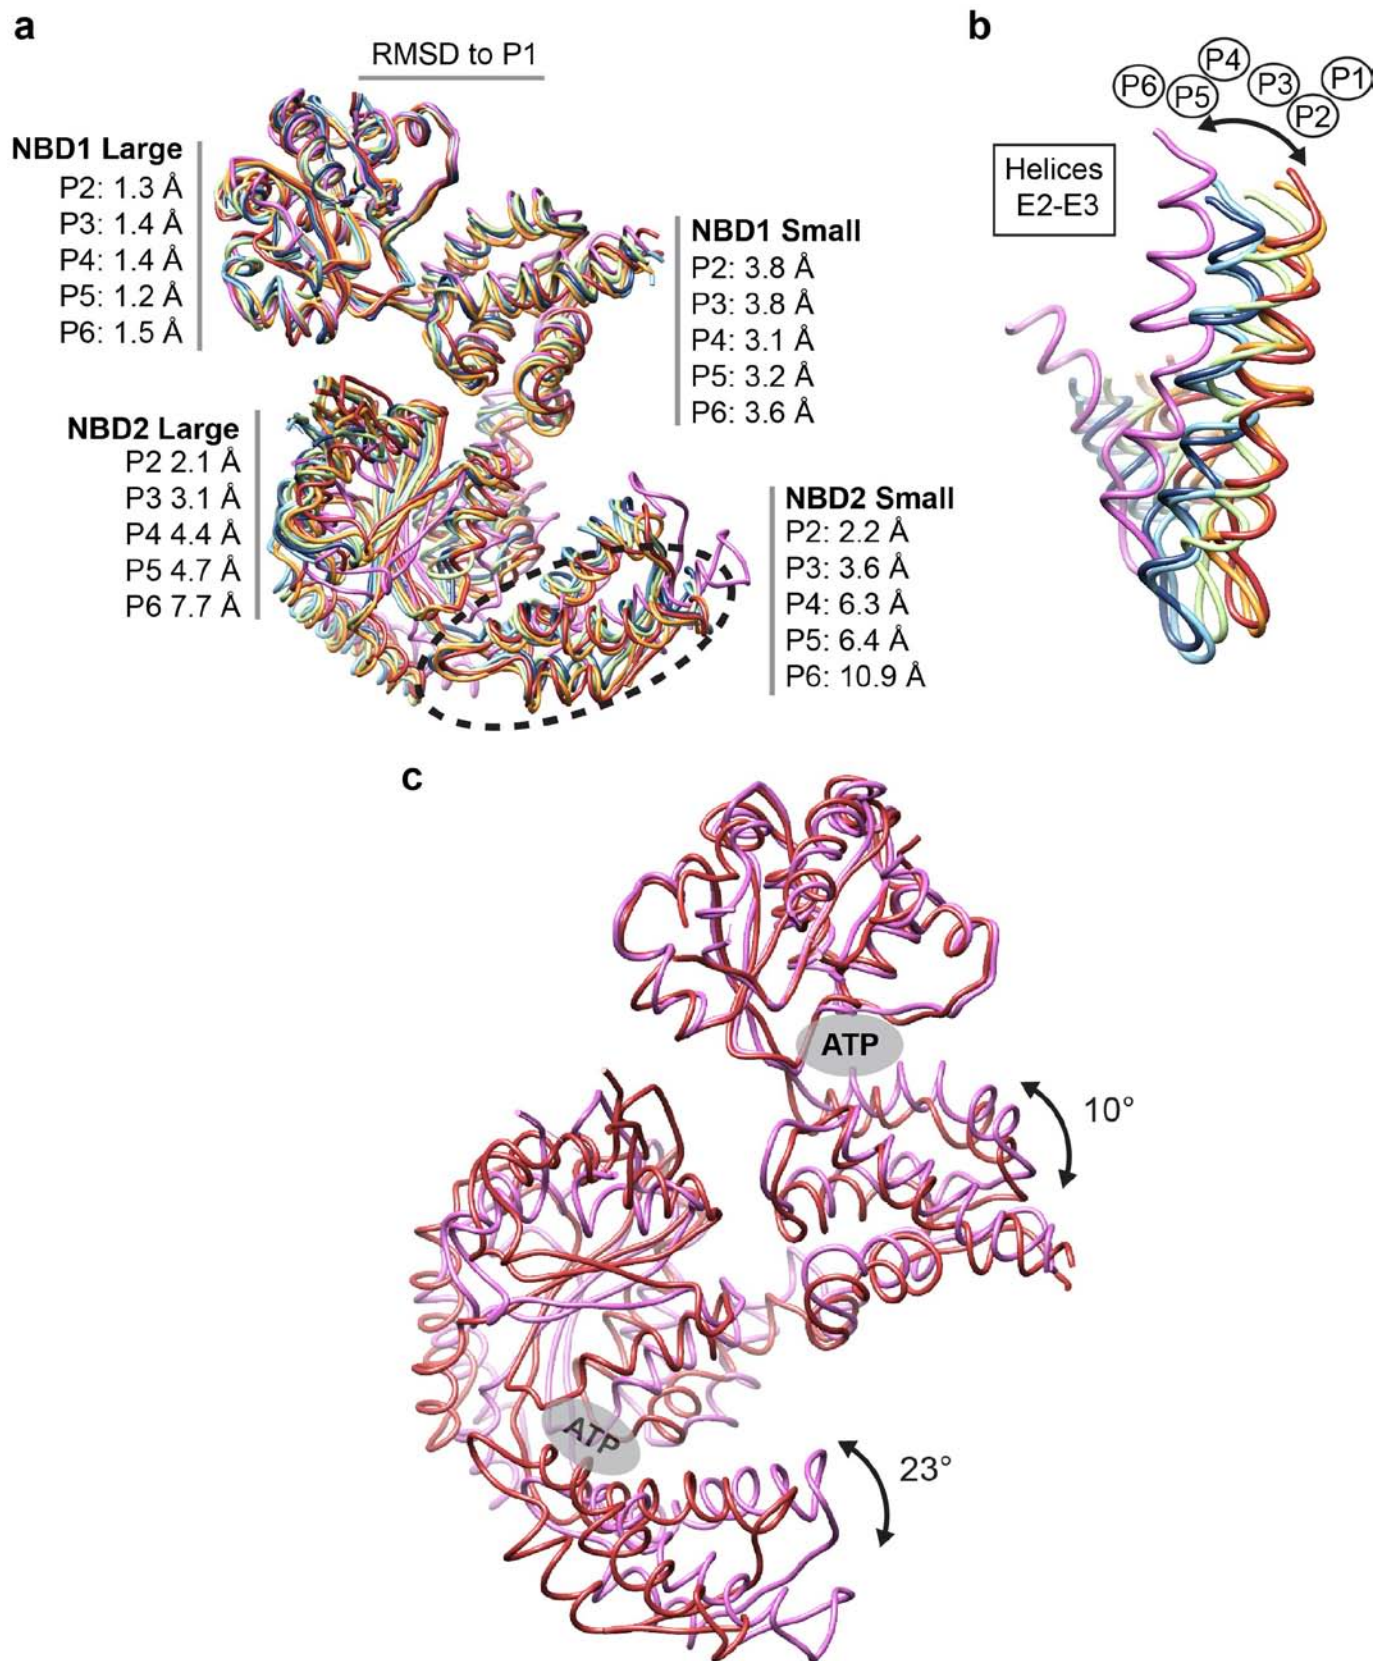 a
RMSD to P1
NBD1 Large
P2: 1.3 Å
P3: 1.4 Å
P4: 1.4 Å
P5: 1.2 Å
P6: 1.5 Å
NBD1 Small
P2: 3.8 Å
P3: 3.8 Å
P4: 3.1 Å
P5: 3.2 Å
P6: 3.6 Å
NBD2 Large
P2 2.1 Å
P3 3.1 Å
P4 4.4 Å
P5 4.7 Å
P6 7.7 Å
NBD2 Small
P2: 2.2 Å
P3: 3.6 Å
P4: 6.3 Å
P5: 6.4 Å
P6: 10.9 Å
b
P6
P5
P4
P3
P2
P1
Helices
E2-E3
c
ATP
10°
ATP
23°